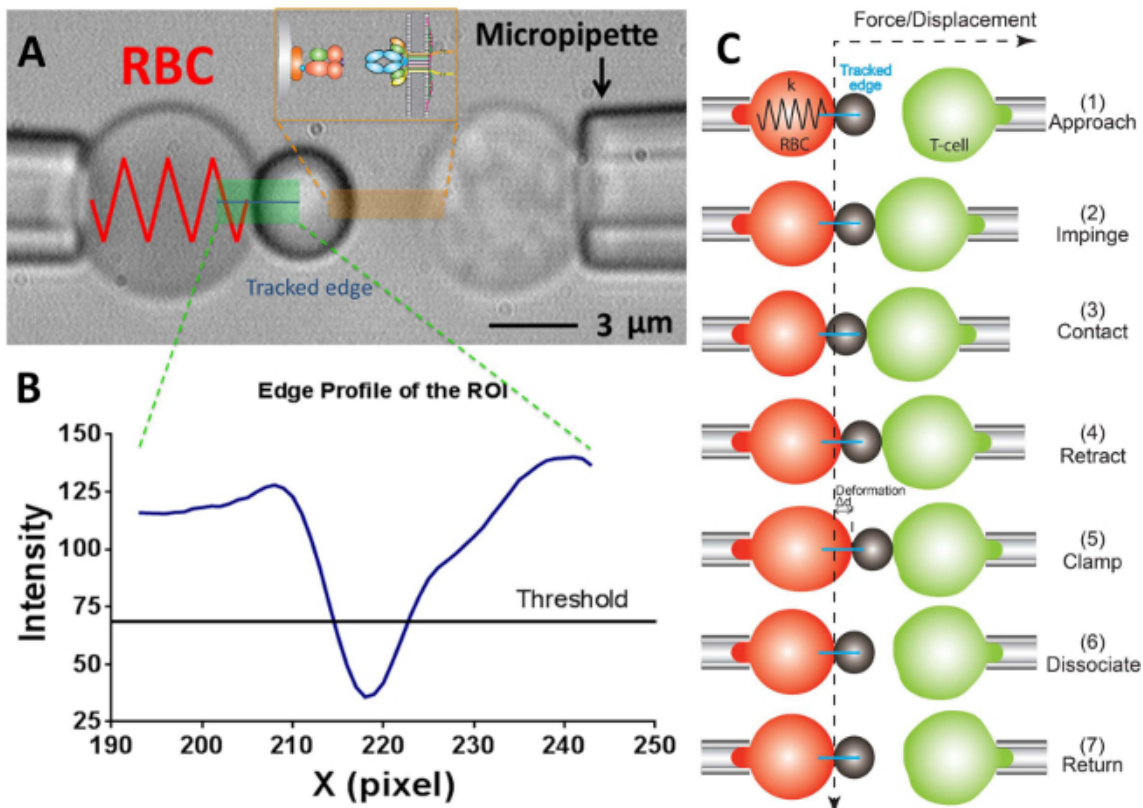 A
RBC
Micropipette
Tracked edge
3 μm
B
Edge Profile of the ROI
Intensity
150
125
100
75
50
25
Threshold
190
200
210
220
230
240
250
X (pixel)
C
Force/Displacement
Tracked
edge
k
RBC
T-cell
(1)
Approach
(2)
Impinge
(3)
Contact
(4)
Retract
Deformation
Δd
(5)
Clamp
(6)
Dissociate
(7)
Return